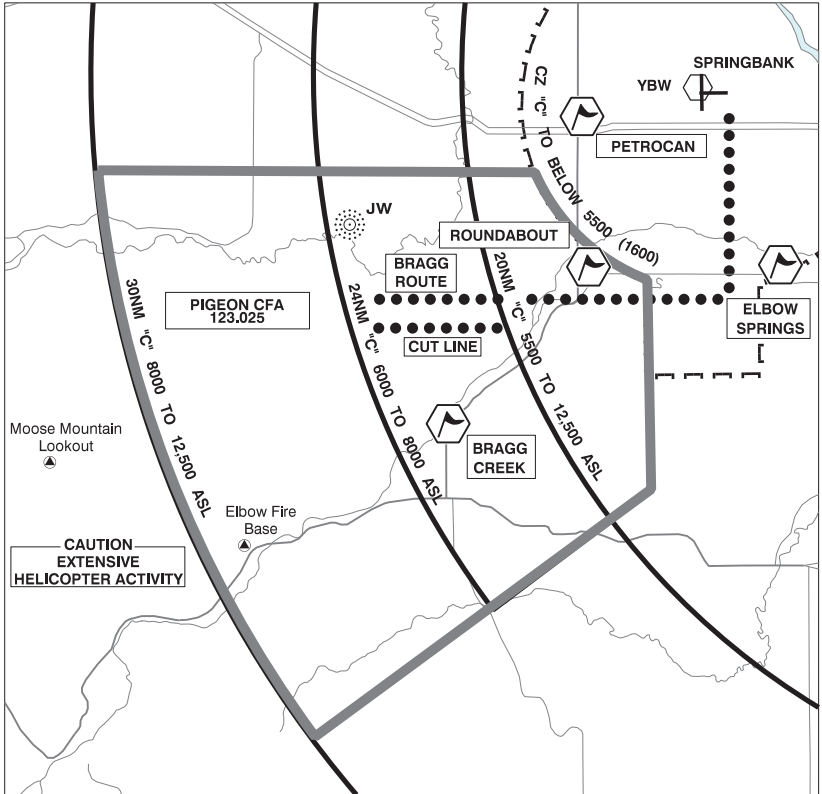 SPRINGBANK
YBW
PETROCAN
CZ "C" TO BELOW 5500 (1600)
JW
ROUNDABOUT
BRAGG
ROUTE
ELBOW
SPRINGS
PIGEON CFA
123.025
CUT LINE
30NM "C" 8000 TO 12,500 ASL
24NM "C" 6000 TO 8000 ASL
20NM "C" 5500 TO 12,500 ASL
BRAGG
CREEK
Moose Mountain
Lookout
Elbow Fire
Base
CAUTION
EXTENSIVE
HELICOPTER ACTIVITY